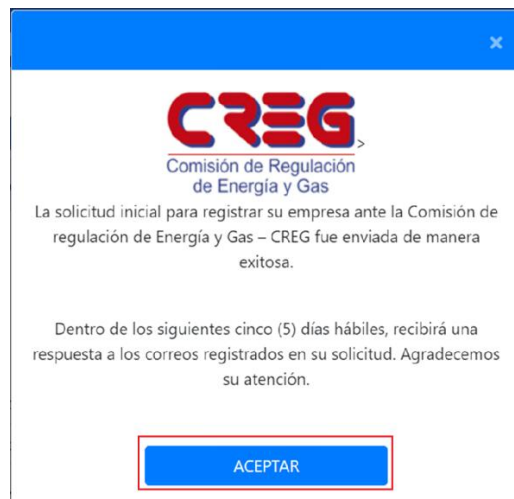 ×
CREG
>
Comisión de Regulación
de Energía y Gas
La solicitud inicial para registrar su empresa ante la Comisión de
regulación de Energía y Gas – CREG fue enviada de manera
exitosa.
Dentro de los siguientes cinco (5) días hábiles, recibirá una
respuesta a los correos registrados en su solicitud. Agradecemos
su atención.
ACEPTAR